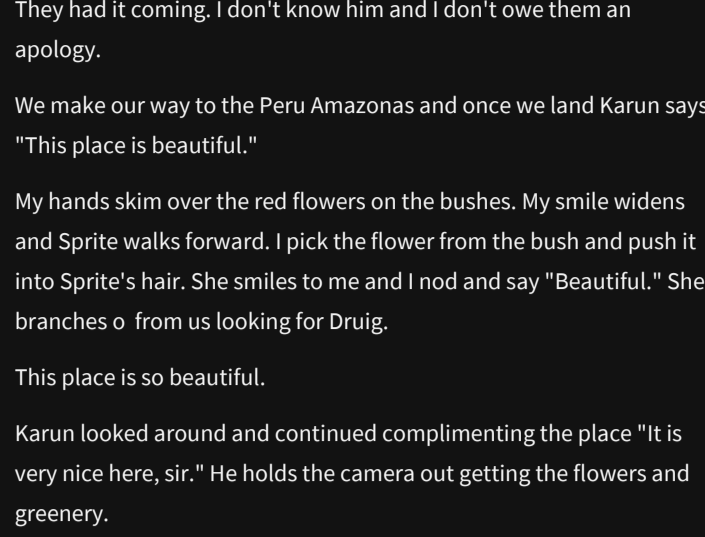 They had it coming. I don't know him and I don't owe them an
apology.
We make our way to the Peru Amazonas and once we land Karun says
"This place is beautiful."
My hands skim over the red flowers on the bushes. My smile widens
and Sprite walks forward. I pick the flower from the bush and push it
into Sprite's hair. She smiles to me and I nod and say "Beautiful." She
branches o from us looking for Druig.
This place is so beautiful.
Karun looked around and continued complimenting the place "It is
very nice here, sir." He holds the camera out getting the flowers and
greenery.